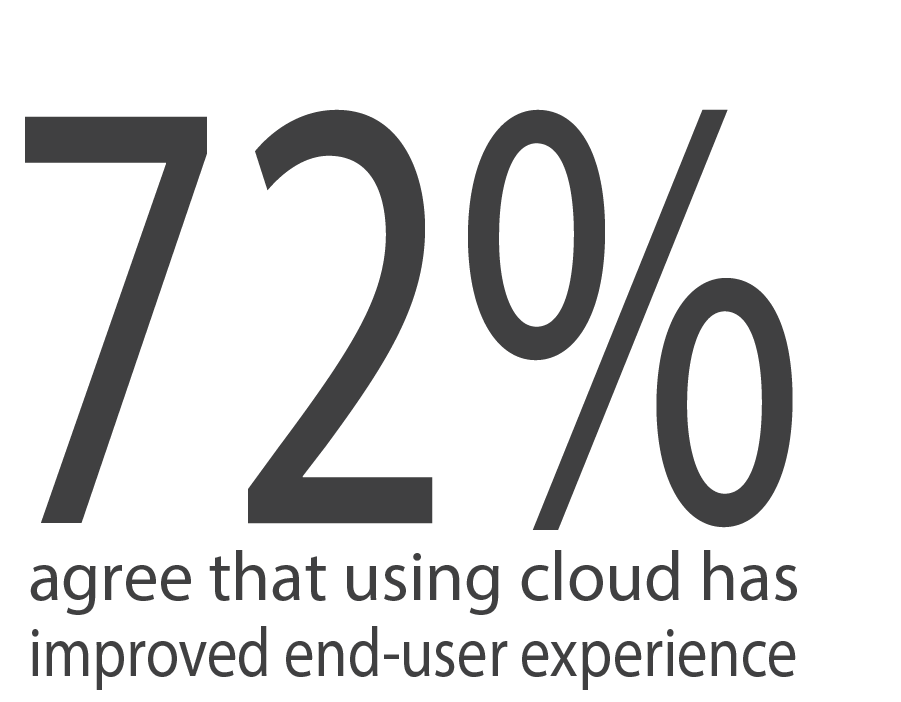 72%
agree that using cloud has
improved end-user experience